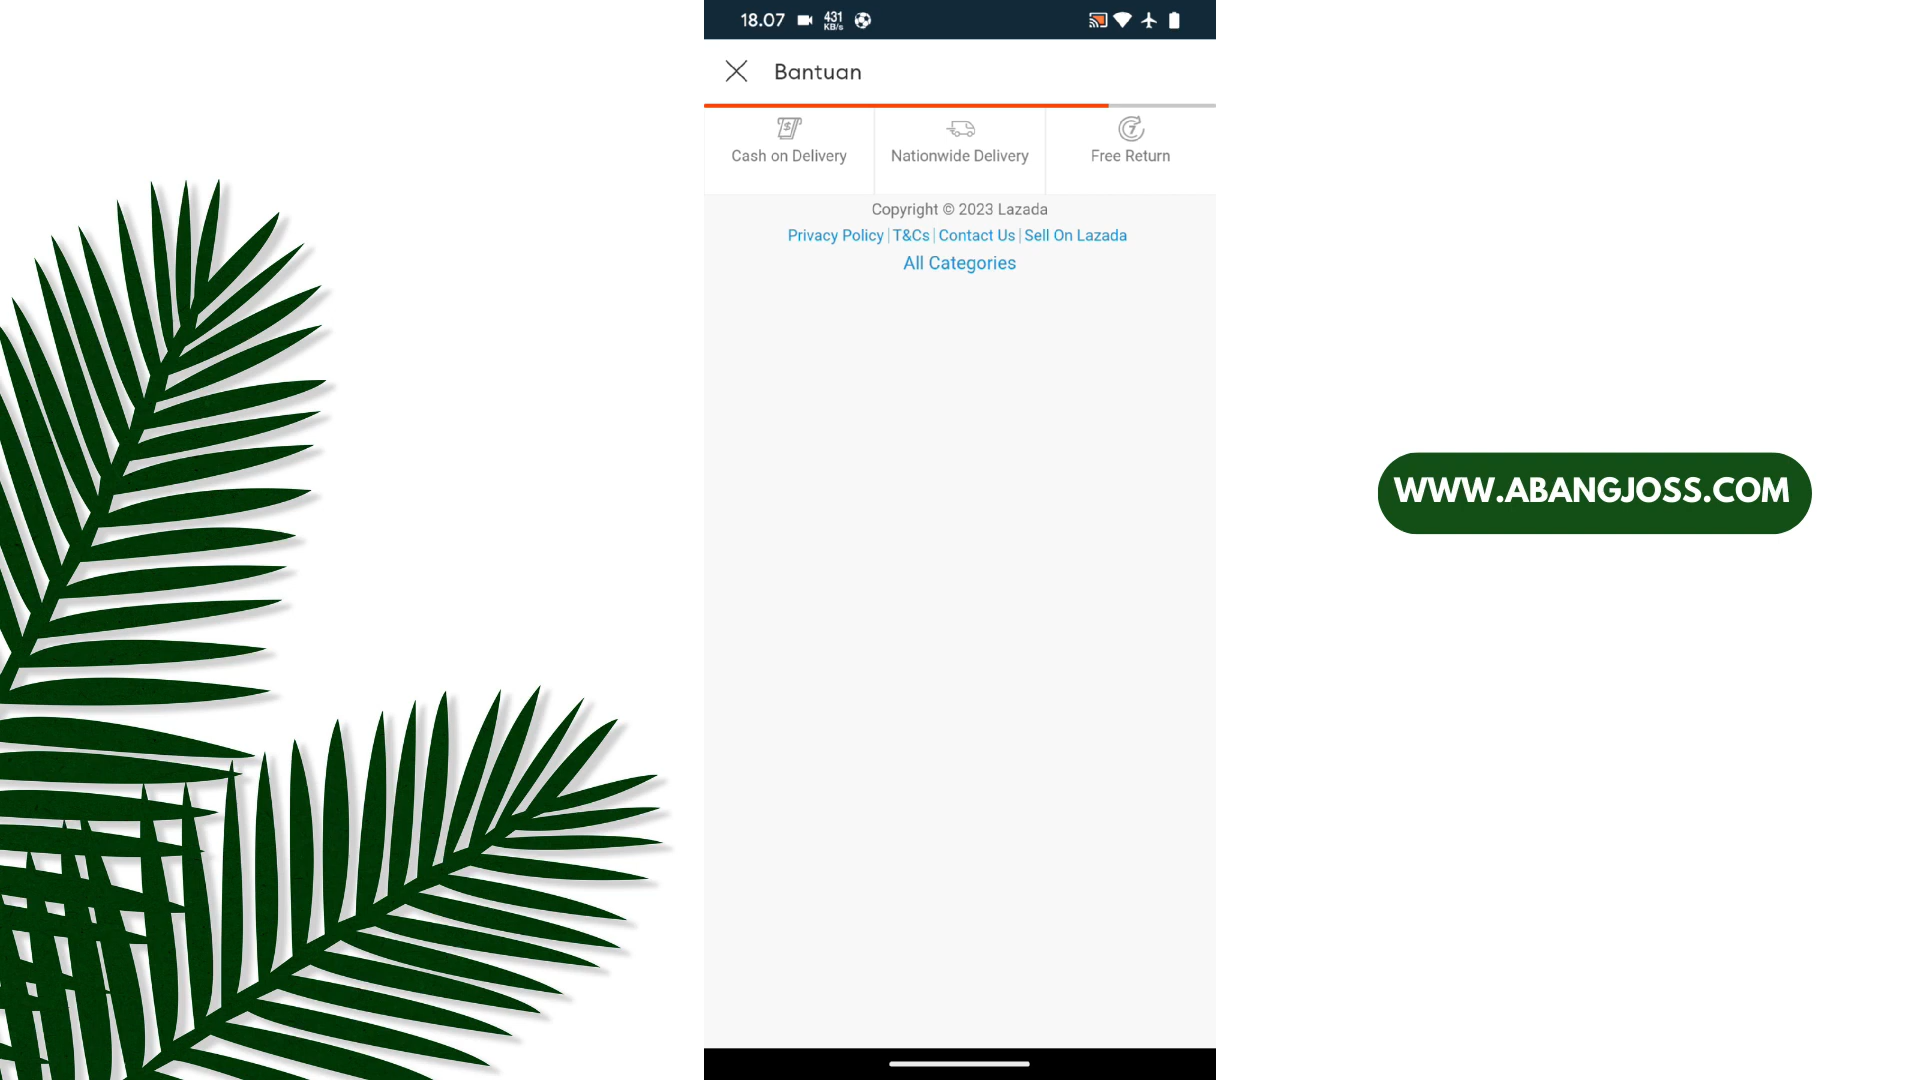 18.07 431 KB/s
Bantuan
Cash on Delivery Nationwide Delivery Free Return
Copyright © 2023 Lazada
Privacy Policy | T&Cs | Contact Us | Sell On Lazada
All Categories
WWW.ABANGJOSS.COM